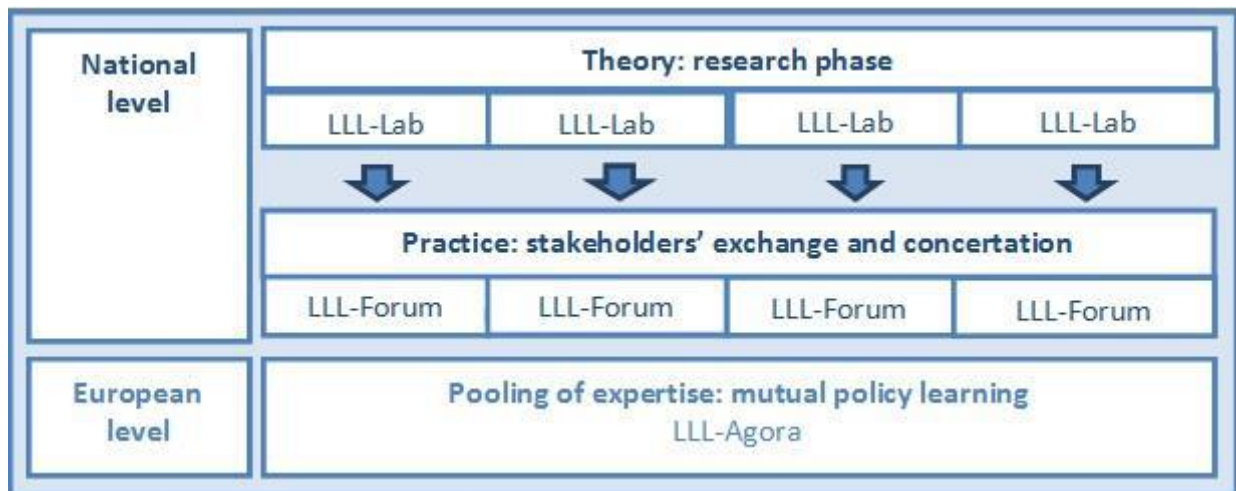 National
level
Theory: research phase
LLL-Lab LLL-Lab LLL-Lab LLL-Lab
Practice: stakeholders’ exchange and concertation
LLL-Forum LLL-Forum LLL-Forum LLL-Forum
European
level
Pooling of expertise: mutual policy learning
LLL-Agora